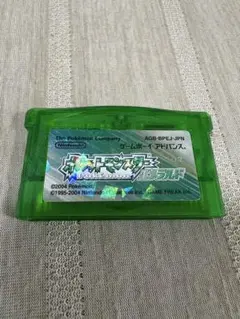 The Pokémon Company AGB-BPEJ-JPN
Nintendo ゲームボーイアドバンス
ポケットモンスター
エメラルド
©2004 Pokémon.
©1995-2004 Nintendo GAME FREAK inc.